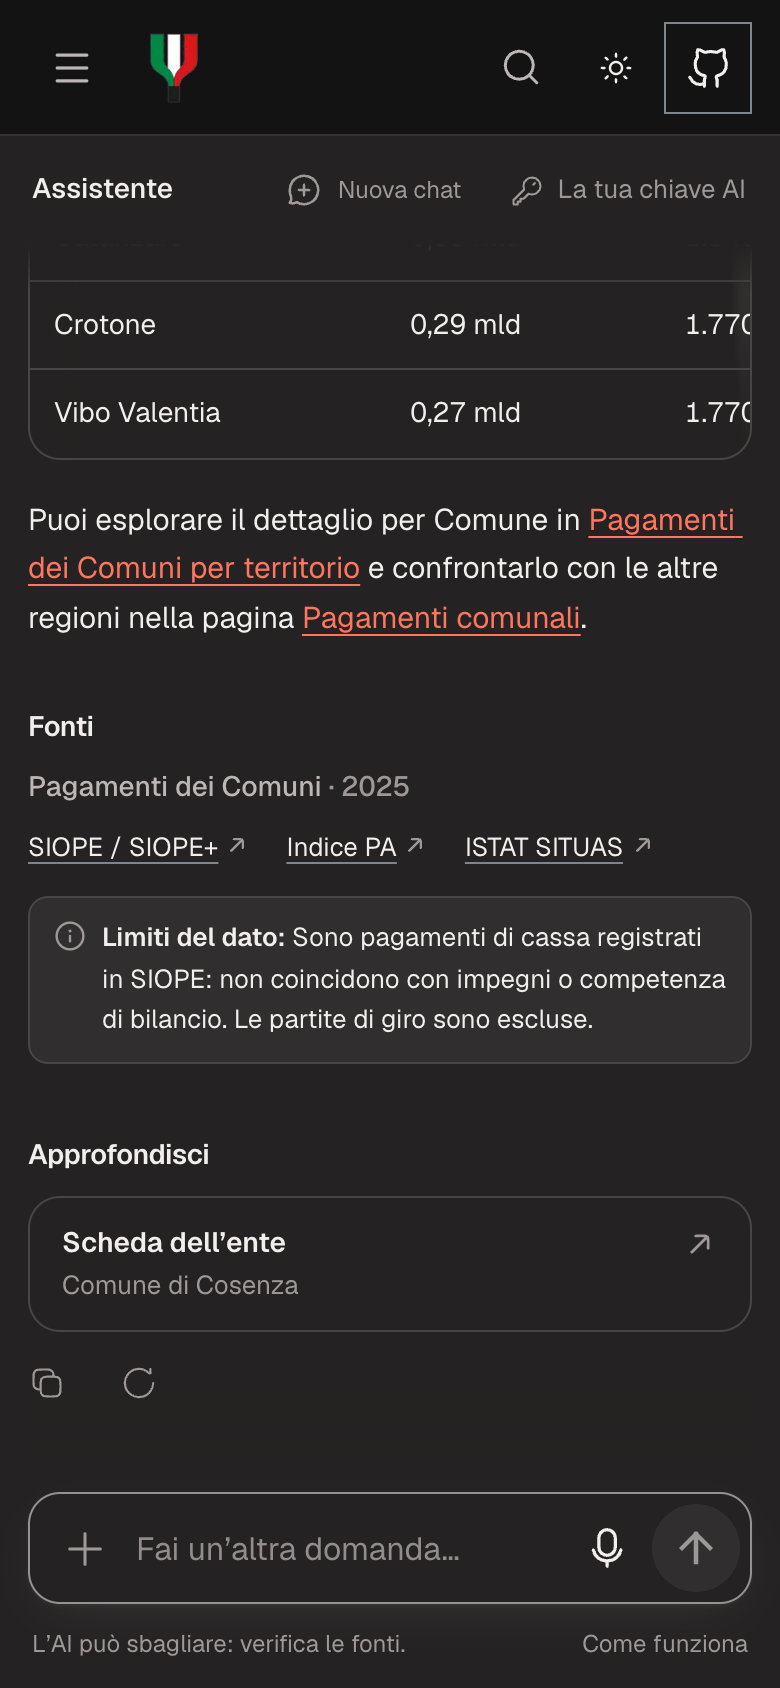 Assistente
Nuova chat
La tua chiave AI
Crotone 0,29 mld 1.770
Vibo Valentia 0,27 mld 1.770
Puoi esplorare il dettaglio per Comune in Pagamenti
dei Comuni per territorio e confrontarlo con le altre
regioni nella pagina Pagamenti comunali.
Fonti
Pagamenti dei Comuni · 2025
SIOPE / SIOPE+ ↗ Indice PA ↗ ISTAT SITUAS ↗
Limiti del dato: Sono pagamenti di cassa registrati
in SIOPE: non coincidono con impegni o competenza
di bilancio. Le partite di giro sono escluse.
Approfondisci
Scheda dell’ente
Comune di Cosenza
Fai un’altra domanda...
L’AI può sbagliare: verifica le fonti.
Come funziona